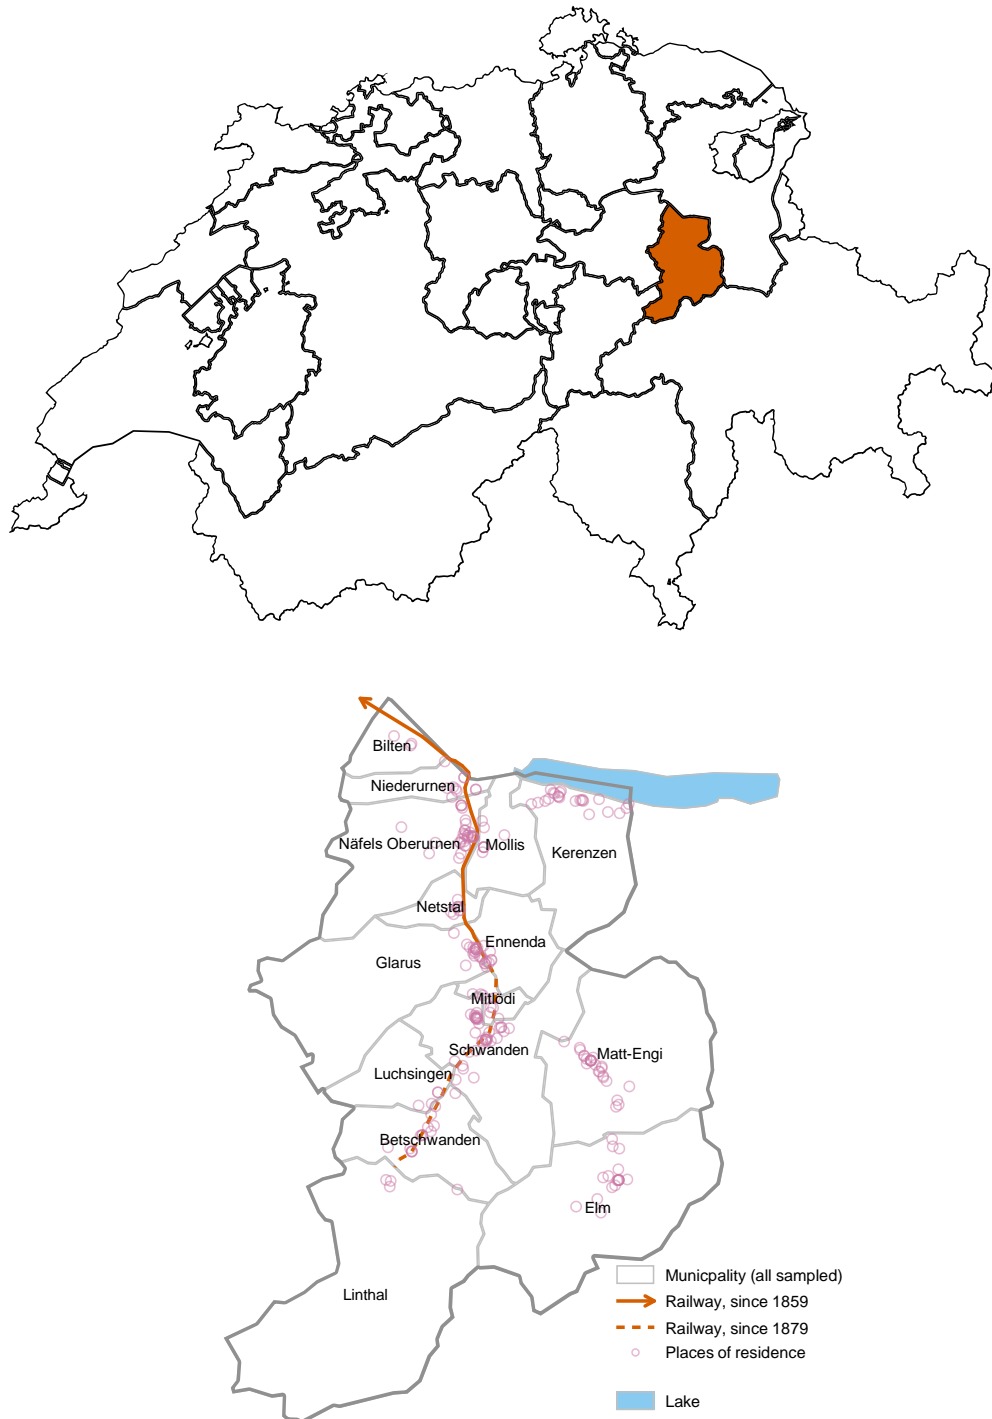 Bilten
Niederurnen
Näfels Oberurnen
Mollis
Kerenzen
Netstal
Ennenda
Glarus
Mitlödi
Schwanden
Matt-Engi
Luchsingen
Betschwanden
Elm
Linthal
Municpality (all sampled)
Railway, since 1859
Railway, since 1879
Places of residence
Lake